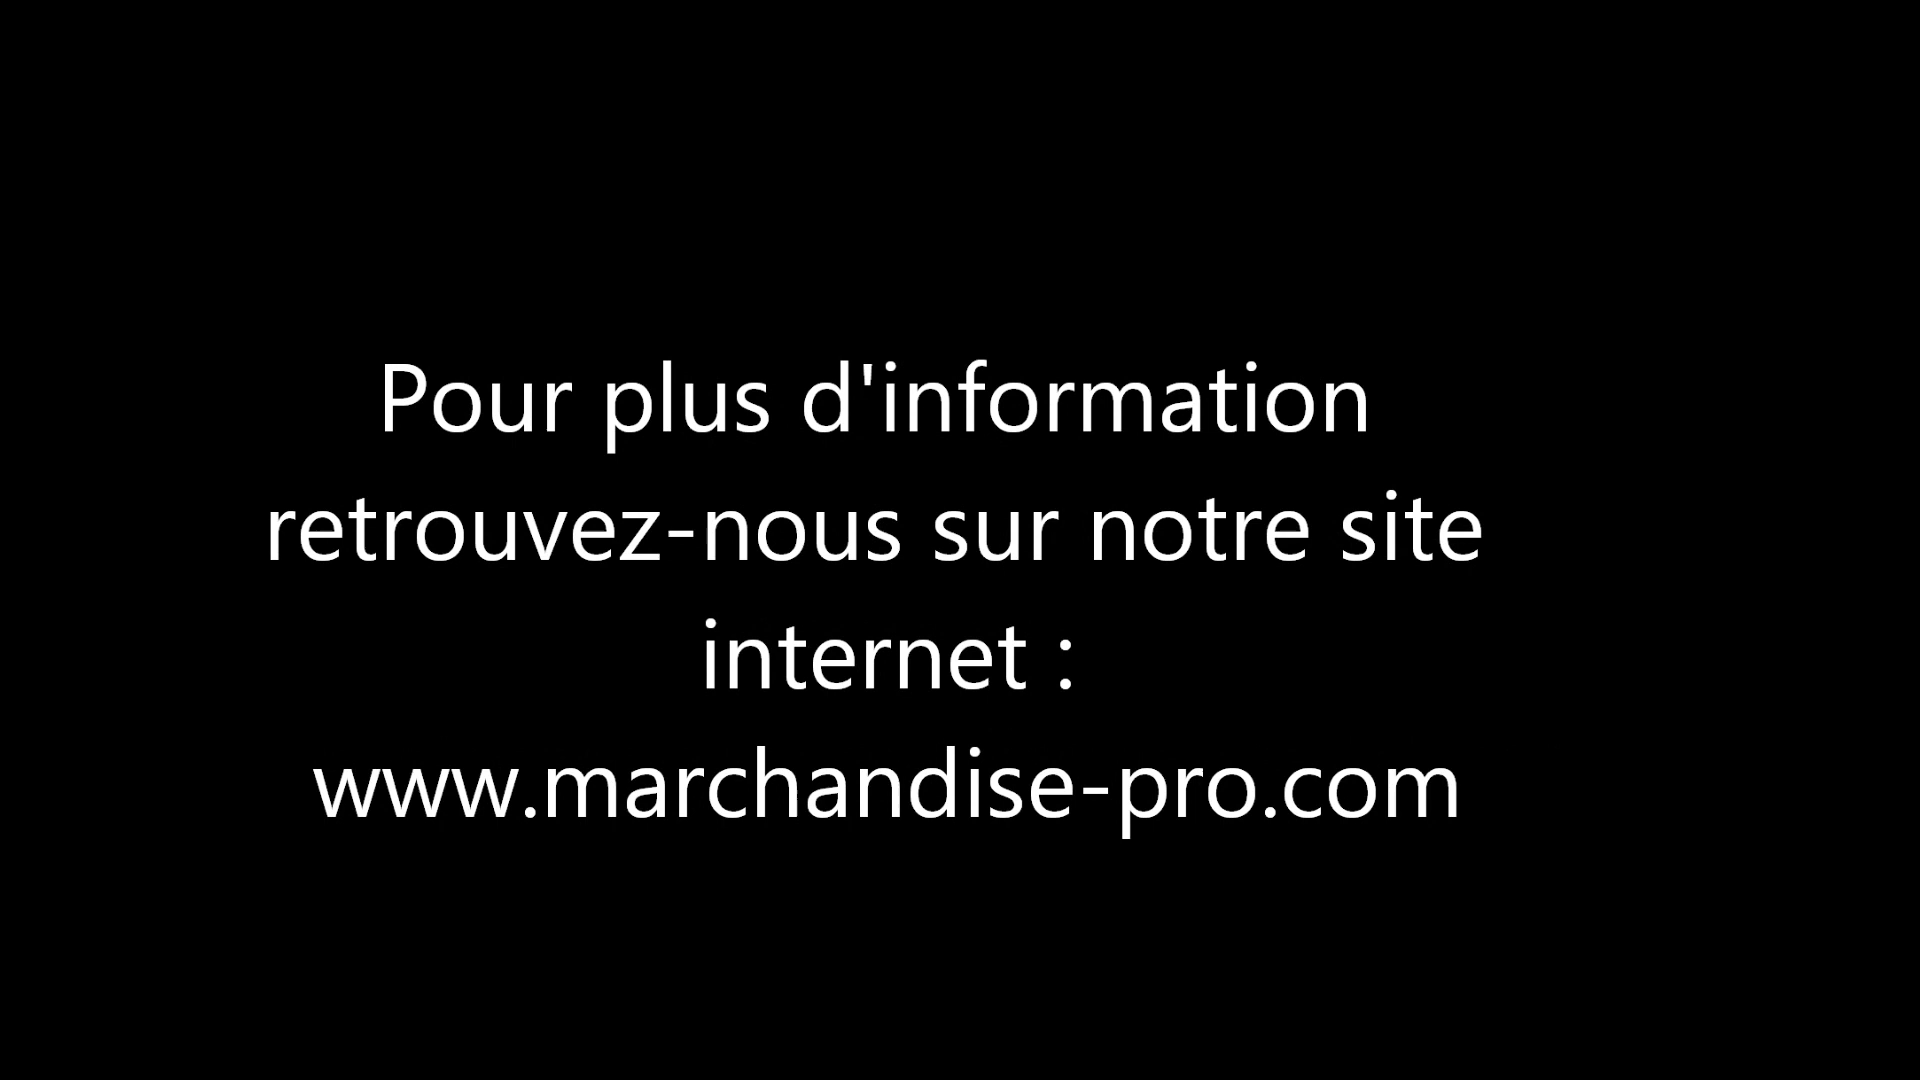 Pour plus d'information
retrouvez-nous sur notre site
internet :
www.marchandise-pro.com